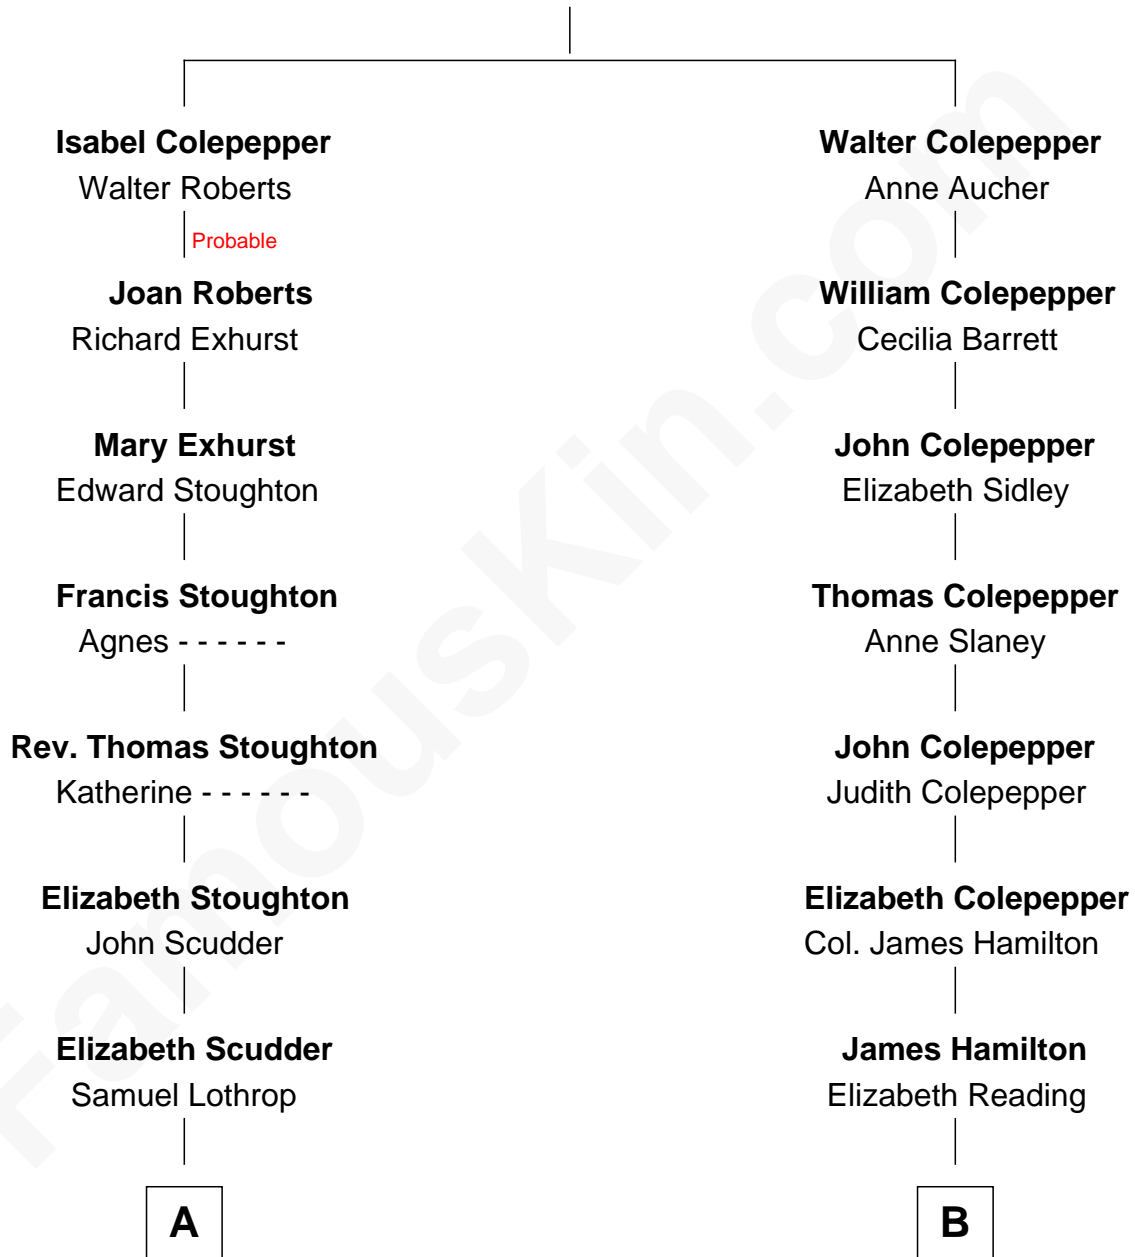 Isabel Colepepper
Walter Roberts
Probable
Joan Roberts
Richard Exhurst
Mary Exhurst
Edward Stoughton
Francis Stoughton
Agnes - - - - - -
Rev. Thomas Stoughton
Katherine - - - - - -
Elizabeth Stoughton
John Scudder
Elizabeth Scudder
Samuel Lothrop
A
Walter Colepepper
Anne Aucher
William Colepepper
Cecilia Barrett
John Colepepper
Elizabeth Sidley
Thomas Colepepper
Anne Slaney
John Colepepper
Judith Colepepper
Elizabeth Colepepper
Col. James Hamilton
James Hamilton
Elizabeth Reading
B
FamousKin.com